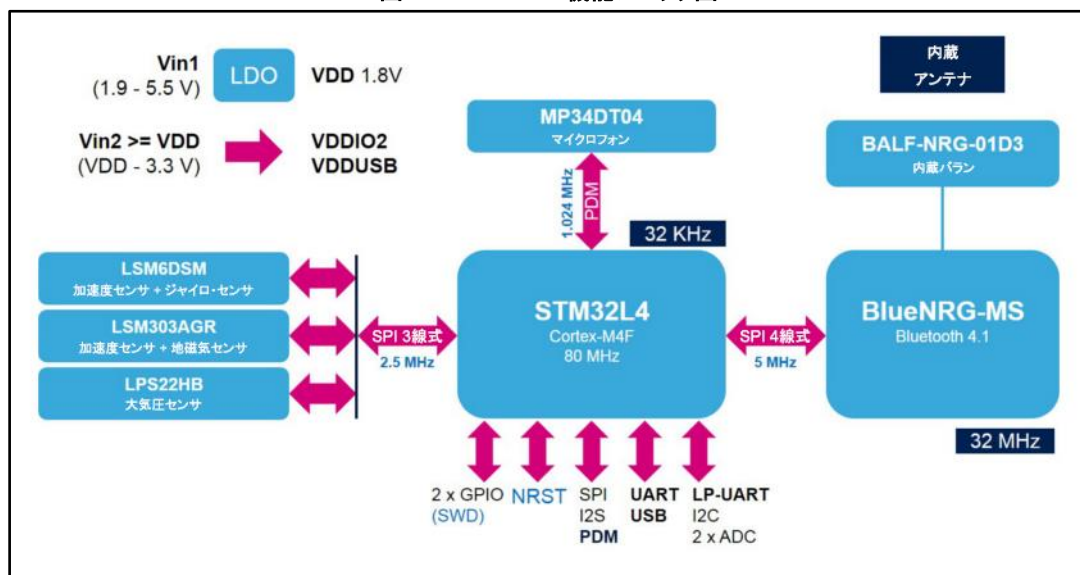 Vin1
(1.9 - 5.5 V)
LDO
VDD 1.8V
Vin2 >= VDD
(VDD - 3.3 V)
VDDIO2
VDDUSB
内蔵
アンテナ
MP34DT04
マイクロフォン
BALF-NRG-01D3
内蔵バラン
1.024 MHz
PDM
32 KHz
LSM6DSM
加速度センサ + ジャイロ・センサ
LSM303AGR
加速度センサ + 地磁気センサ
LPS22HB
大気圧センサ
SPI 3線式
2.5 MHz
STM32L4
Cortex-M4F
80 MHz
SPI 4線式
5 MHz
BlueNRG-MS
Bluetooth 4.1
32 MHz
2 x GPIO
(SWD)
NRST
SPI
I2S
PDM
UART
USB
LP-UART
I2C
2 x ADC